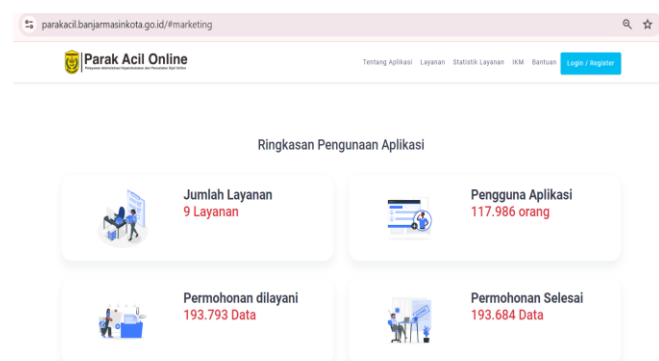 parakacil.banjarmasinkota.go.id/#marketing
Parak Acil Online
Tentang Aplikasi Layanan Statistik Layanan IKM Bantuan Login / Register
Ringkasan Pengunaan Aplikasi
Jumlah Layanan
9 Layanan
Pengguna Aplikasi
117.986 orang
Permohonan dilayani
193.793 Data
Permohonan Selesai
193.684 Data